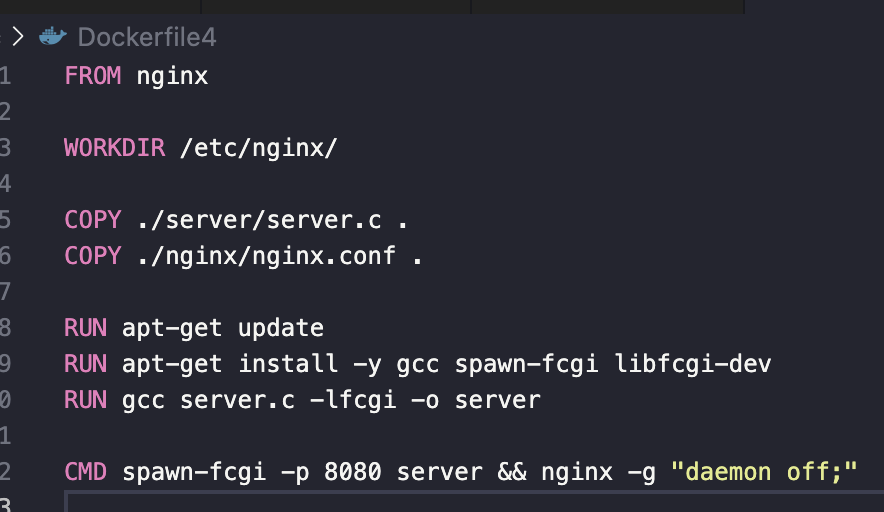 Dockerfile4
1 FROM nginx
2
3 WORKDIR /etc/nginx/
4
5 COPY ./server/server.c .
6 COPY ./nginx/nginx.conf .
7
8 RUN apt-get update
9 RUN apt-get install -y gcc spawn-fcgi libfcgi-dev
0 RUN gcc server.c -lfcgi -o server
1
2 CMD spawn-fcgi -p 8080 server && nginx -g "daemon off;"
3